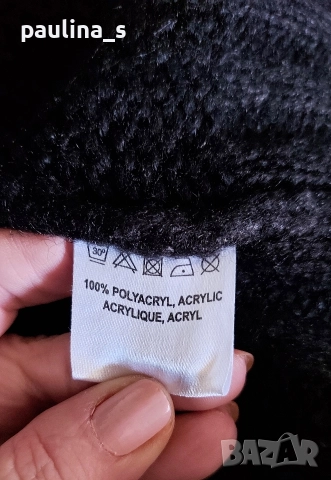 paulina_s
30°
100% POLYACRYL, ACRYLIC
ACRYLIQUE, ACRYL
BAZAR